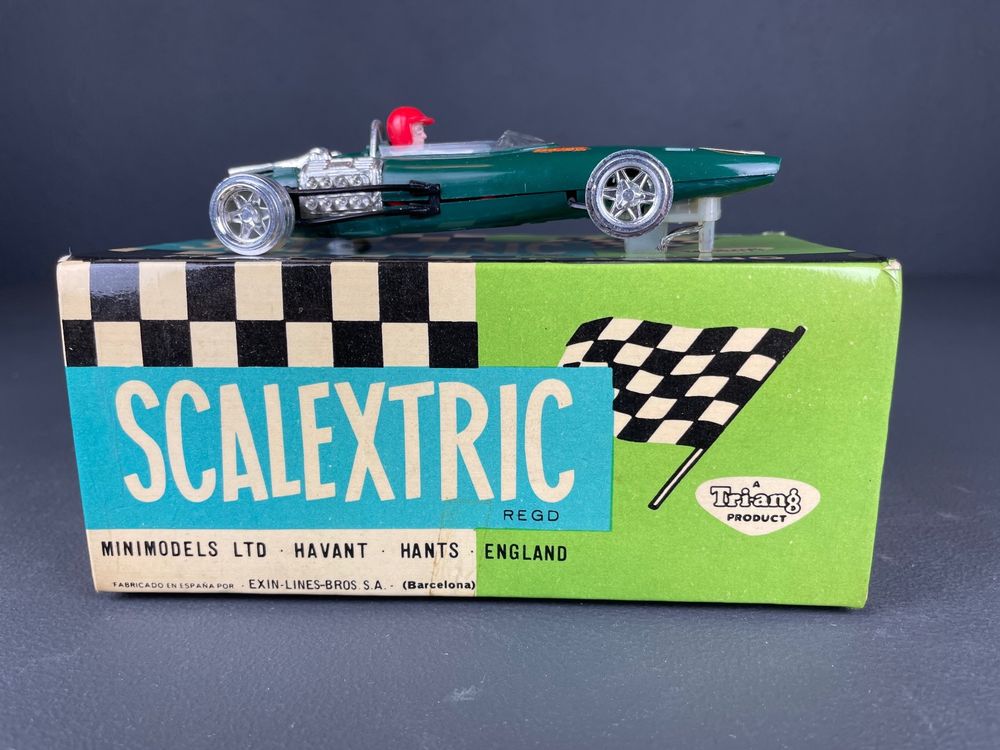 SCALEXTRIC
REGD
A
Tri-ang
PRODUCT
MINIMODELS LTD · HAVANT · HANTS · ENGLAND
FABRICADO EN ESPAÑA POR · EXIN-LINES-BROS. S.A. - (Barcelona)